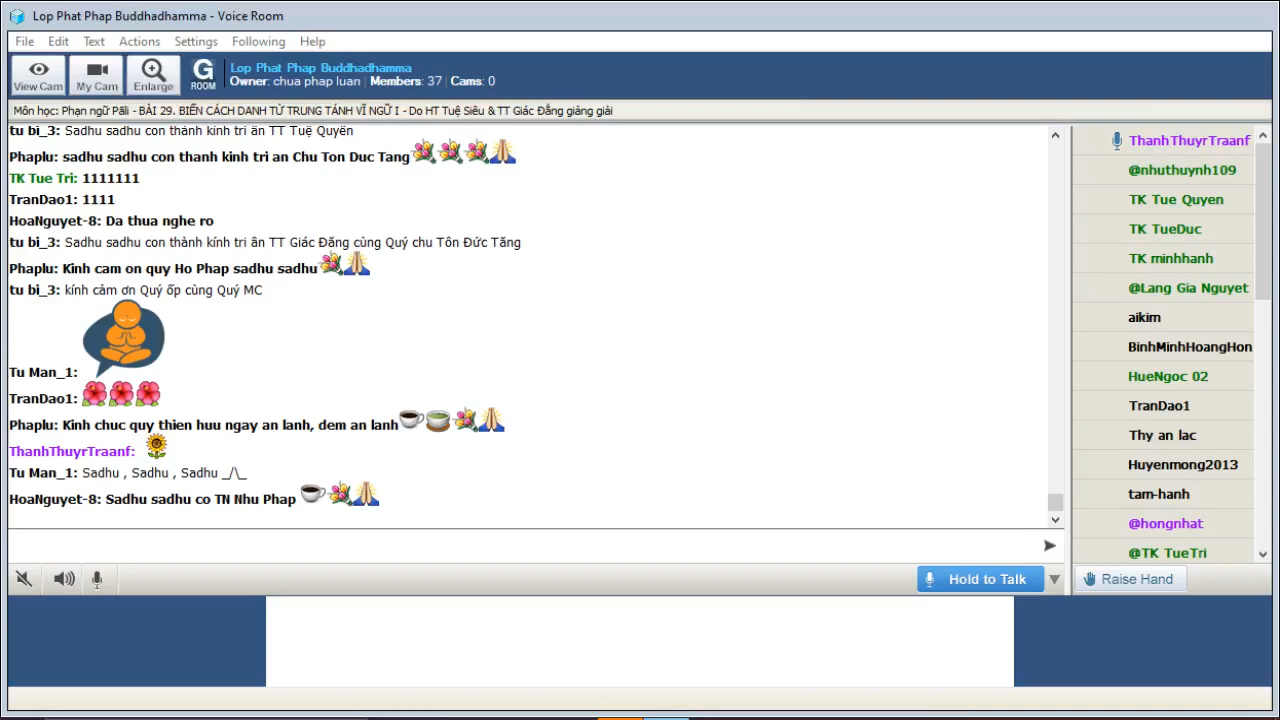 Lop Phat Phap Buddhadhamma - Voice Room
File Edit Text Actions Settings Following Help
View Cam
My Cam
Enlarge
G ROOM
Lop Phat Phap Buddhadhamma
Owner: chua phap luan | Members: 37 | Cams: 0
Môn học: Phạn ngữ Pāli - BÀI 29. BIẾN CÁCH DANH TỪ TRUNG TÁNH VĨ NGỮ I - Do HT Tuệ Siêu & TT Giác Đẳng giảng giải
tu bi_3: Sadhu sadhu con thành kính tri ân TT Tuệ Quyền
Phaplu: sadhu sadhu con thanh kinh tri an Chu Ton Duc Tang
TK Tue Tri: 1111111
TranDao1: 1111
HoaNguyet-8: Da thua nghe ro
tu bi_3: Sadhu sadhu con thành kính tri ân TT Giác Đăng cùng Quý chu Tôn Đức Tăng
Phaplu: Kinh cam on quy Ho Phap sadhu sadhu
tu bi_3: kính cảm ơn Quý ốp cùng Quý MC
Tu Man_1:
TranDao1:
Phaplu: Kinh chuc quy thien huu ngay an lanh, dem an lanh
ThanhThuyrTraanf:
Tu Man_1: Sadhu , Sadhu , Sadhu _/\_
HoaNguyet-8: Sadhu sadhu co TN Nhu Phap
Hold to Talk
ThanhThuyrTraanf
@nhuthuynh109
TK Tue Quyen
TK TueDuc
TK minhhanh
@Lang Gia Nguyet
aikim
BinhMinhHoangHon
HueNgoc 02
TranDao1
Thy an lac
Huyenmong2013
tam-hanh
@hongnhat
@TK TueTri
Raise Hand